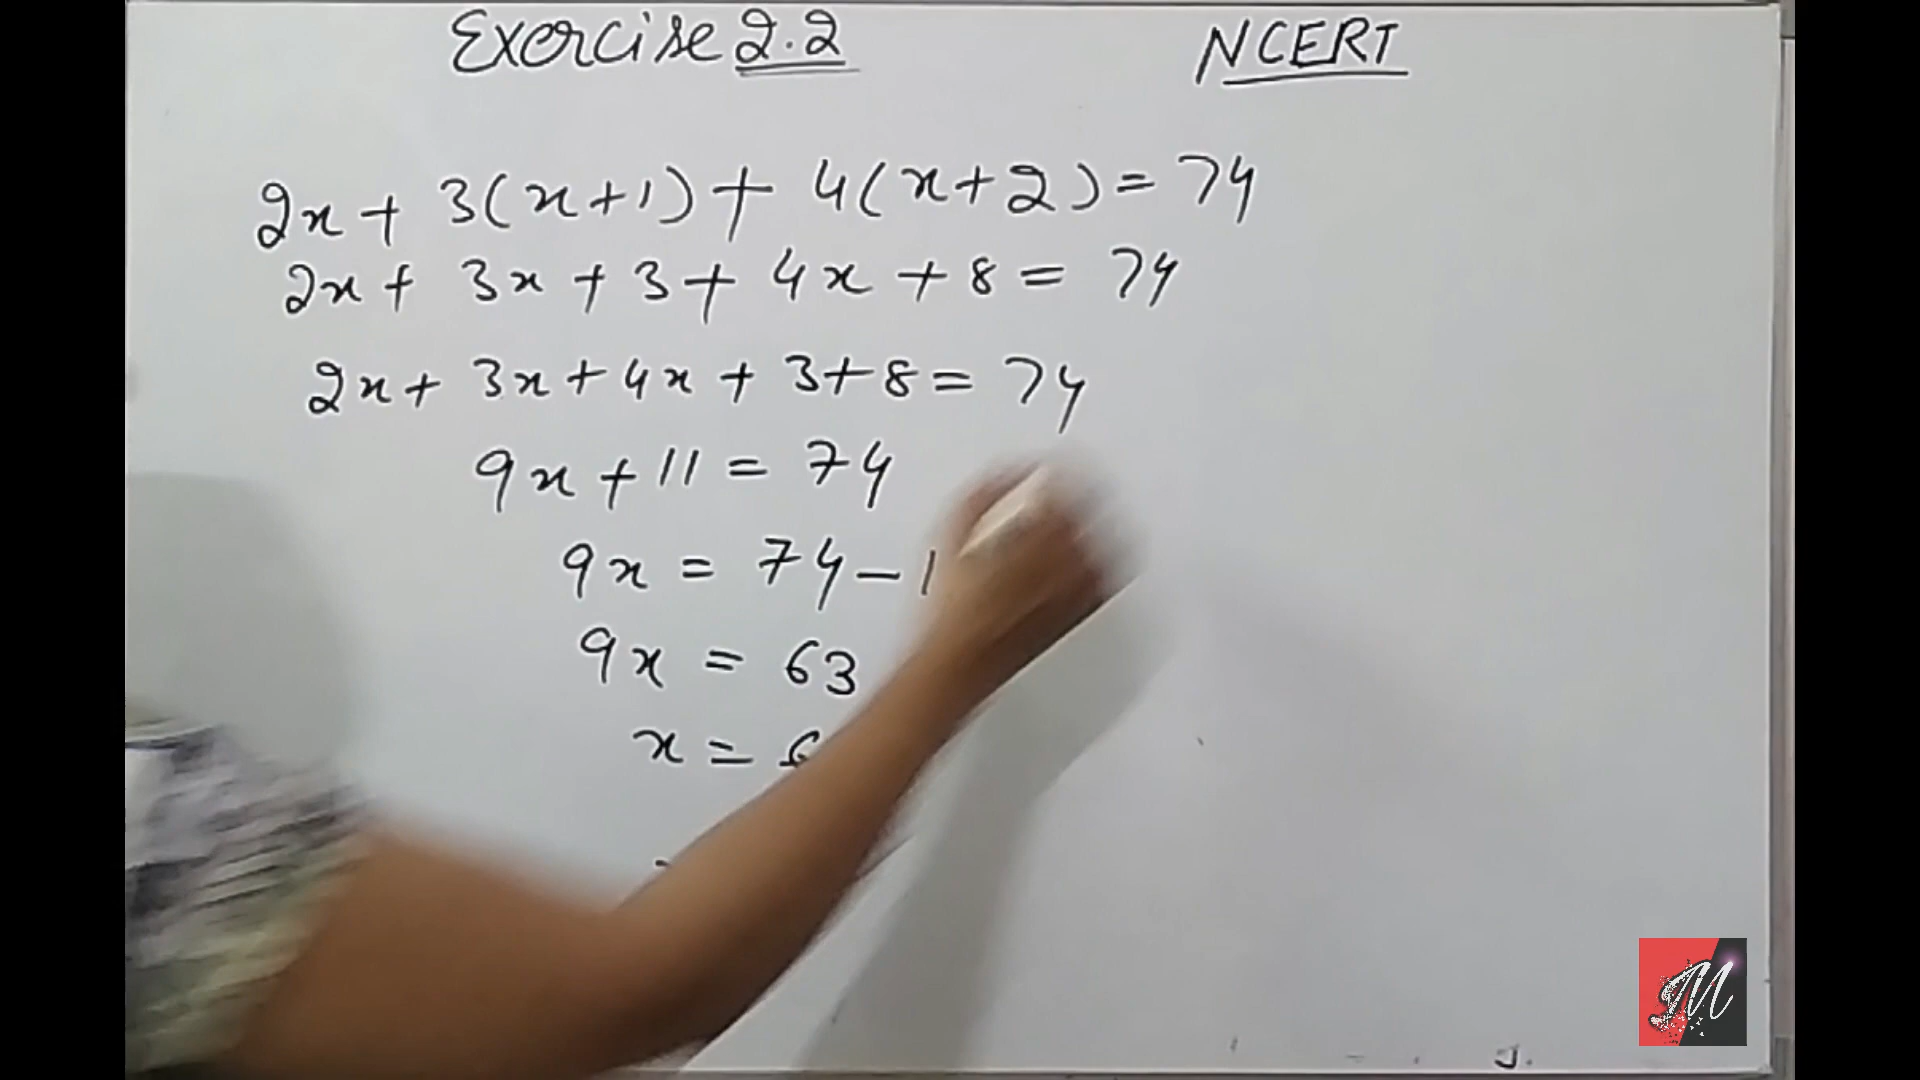 Exercise 2.2 NCERT
2x + 3(x+1) + 4(x+2) = 74
2x + 3x + 3 + 4x + 8 = 74
2x + 3x + 4x + 3 + 8 = 74
9x + 11 = 74
9x = 74 - 1
9x = 63
x = 6
M